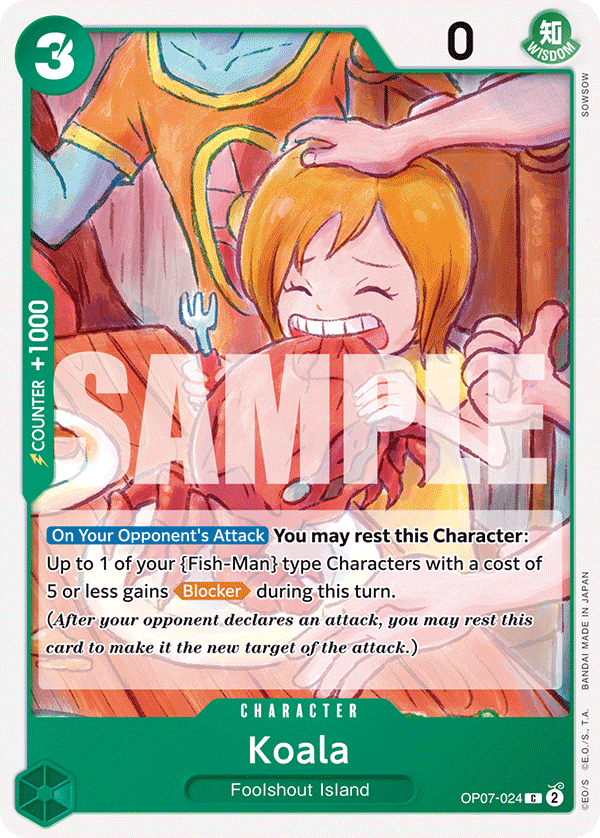 3
0
知
WISDOM
SOWSOW
COUNTER +1000
SAMPLE
On Your Opponent's Attack You may rest this Character:
Up to 1 of your {Fish-Man} type Characters with a cost of
5 or less gains Blocker during this turn.
(After your opponent declares an attack, you may rest this
card to make it the new target of the attack.)
CHARACTER
Koala
Foolshout Island
OP07-024 C 2
©EO/S ©E.O./S., T.A. BANDAI MADE IN JAPAN